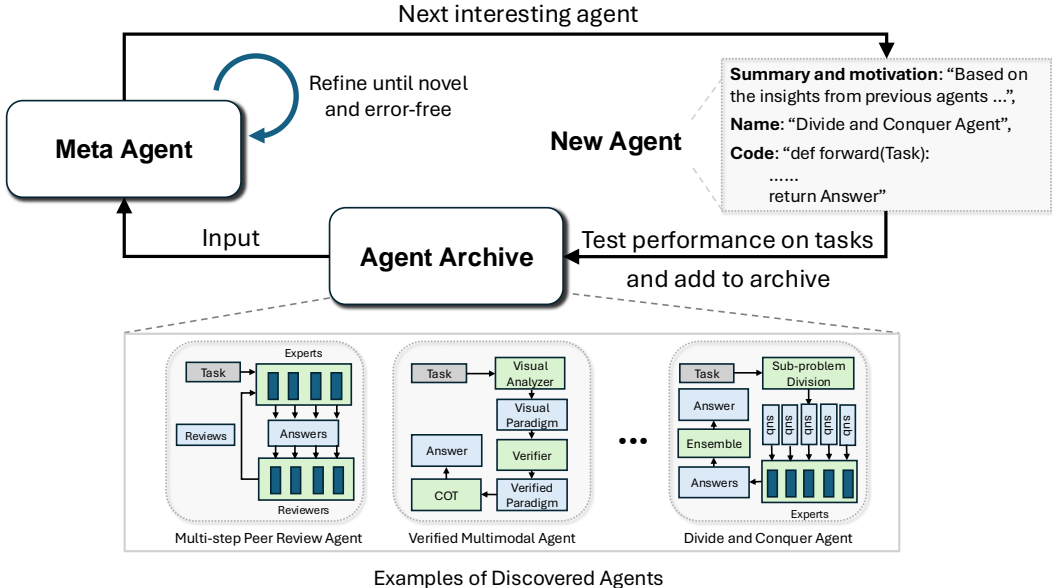 Next interesting agent
Refine until novel
and error-free
Meta Agent
New Agent
Summary and motivation: “Based on
the insights from previous agents ...”,
Name: “Divide and Conquer Agent”,
Code: “def forward(Task):
......
return Answer”
Input
Agent Archive
Test performance on tasks
and add to archive
Experts
Task
Reviews
Answers
Reviewers
Multi-step Peer Review Agent
Task
Visual
Analyzer
Visual
Paradigm
Answer
Verifier
COT
Verified
Paradigm
Verified Multimodal Agent
...
Task
Sub-problem
Division
Answer
sub
sub
sub
sub
sub
Ensemble
Answers
Experts
Divide and Conquer Agent
Examples of Discovered Agents